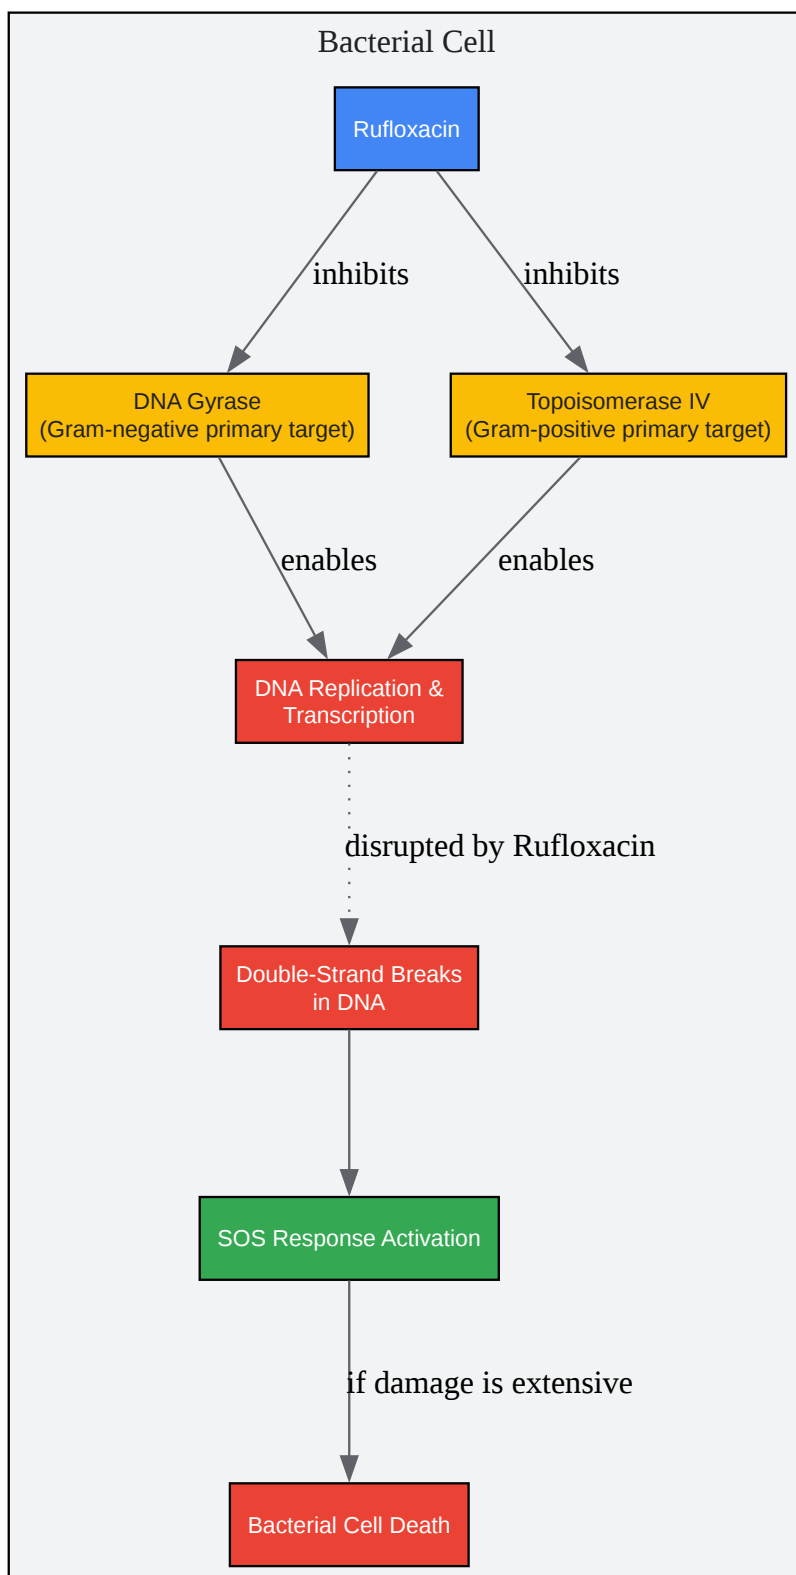 Bacterial Cell
Rufloxacin
inhibits
inhibits
DNA Gyrase
(Gram-negative primary target)
Topoisomerase IV
(Gram-positive primary target)
enables
enables
DNA Replication &
Transcription
disrupted by Rufloxacin
Double-Strand Breaks
in DNA
SOS Response Activation
if damage is extensive
Bacterial Cell Death